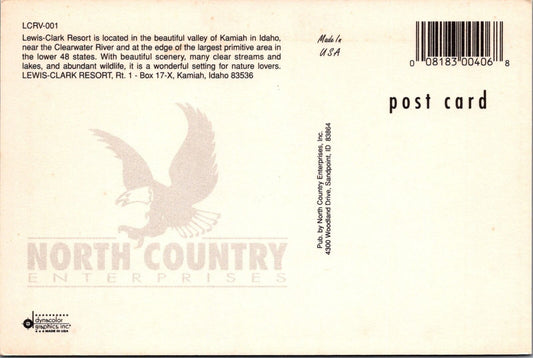 LCRV-001
Lewis-Clark Resort is located in the beautiful valley of Kamiah in Idaho,
near the Clearwater River and at the edge of the largest primitive area in
the lower 48 states. With beautiful scenery, many clear streams and
lakes, and abundant wildlife, it is a wonderful setting for nature lovers.
LEWIS-CLARK RESORT, Rt. 1 - Box 17-X, Kamiah, Idaho 83536
Made In
USA
0 08183 00406 8
post card
Pub. by North Country Enterprises, Inc.
4300 Woodland Drive, Sandpoint, ID 83864
NORTH COUNTRY
ENTERPRISES
dynacolor
graphics inc.
MADE IN USA